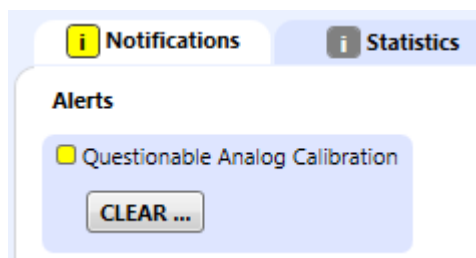 i Notifications i Statistics
Alerts
Questionable Analog Calibration
CLEAR ...